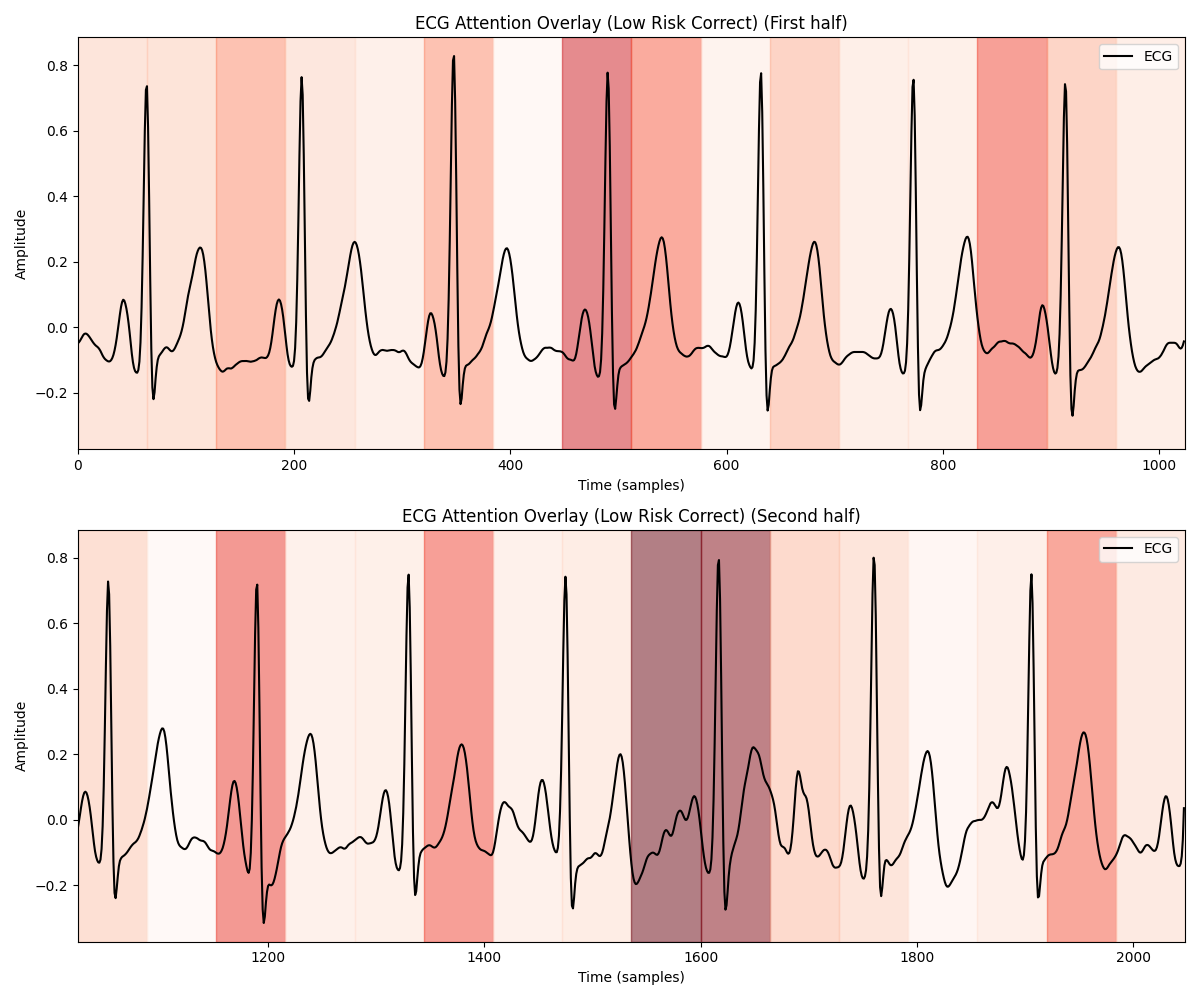 ECG Attention Overlay (Low Risk Correct) (First half)
ECG
0.8
0.6
0.4
0.2
0.0
−0.2
Amplitude
0 200 400 600 800 1000
Time (samples)
ECG Attention Overlay (Low Risk Correct) (Second half)
ECG
0.8
0.6
0.4
0.2
0.0
−0.2
Amplitude
1200 1400 1600 1800 2000
Time (samples)